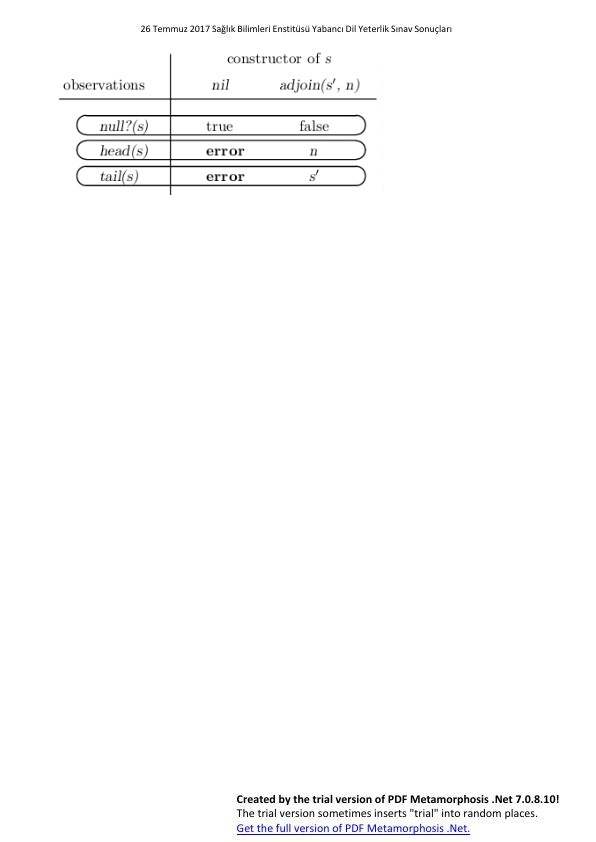 26 Temmuz 2017 Sağlık Bilimleri Enstitüsü Yabancı Dil Yeterlik Sınav Sonuçları
constructor of s
observations nil adjoin(s′, n)
null?(s) true false
head(s) error n
tail(s) error s′
Created by the trial version of PDF Metamorphosis .Net 7.0.8.10!
The trial version sometimes inserts "trial" into random places.
Get the full version of PDF Metamorphosis .Net.